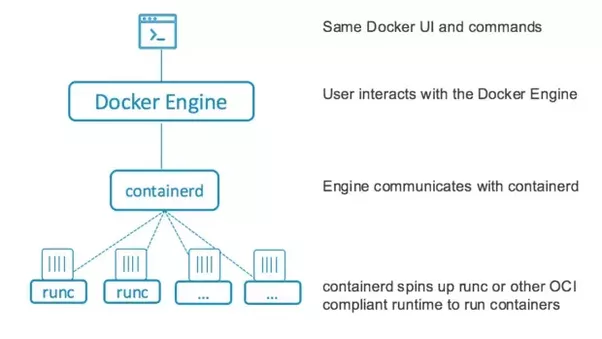 Same Docker UI and commands
Docker Engine
User interacts with the Docker Engine
containerd
Engine communicates with containerd
runc
runc
...
...
containerd spins up runc or other OCI
compliant runtime to run containers